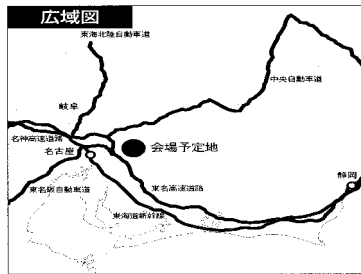 広域図
東海北陸自動車道
中央自動車道
岐阜
名神高速道路
名古屋
会場予定地
静岡
東名高速道路
東名阪自動車道
東海道新幹線